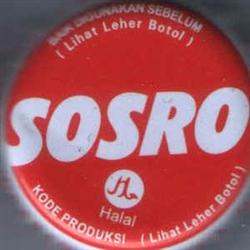 BAIK DIGUNAKAN SEBELUM
( Lihat Leher Botol )
SOSRO
Halal
KODE PRODUKSI ( Lihat Leher Botol )